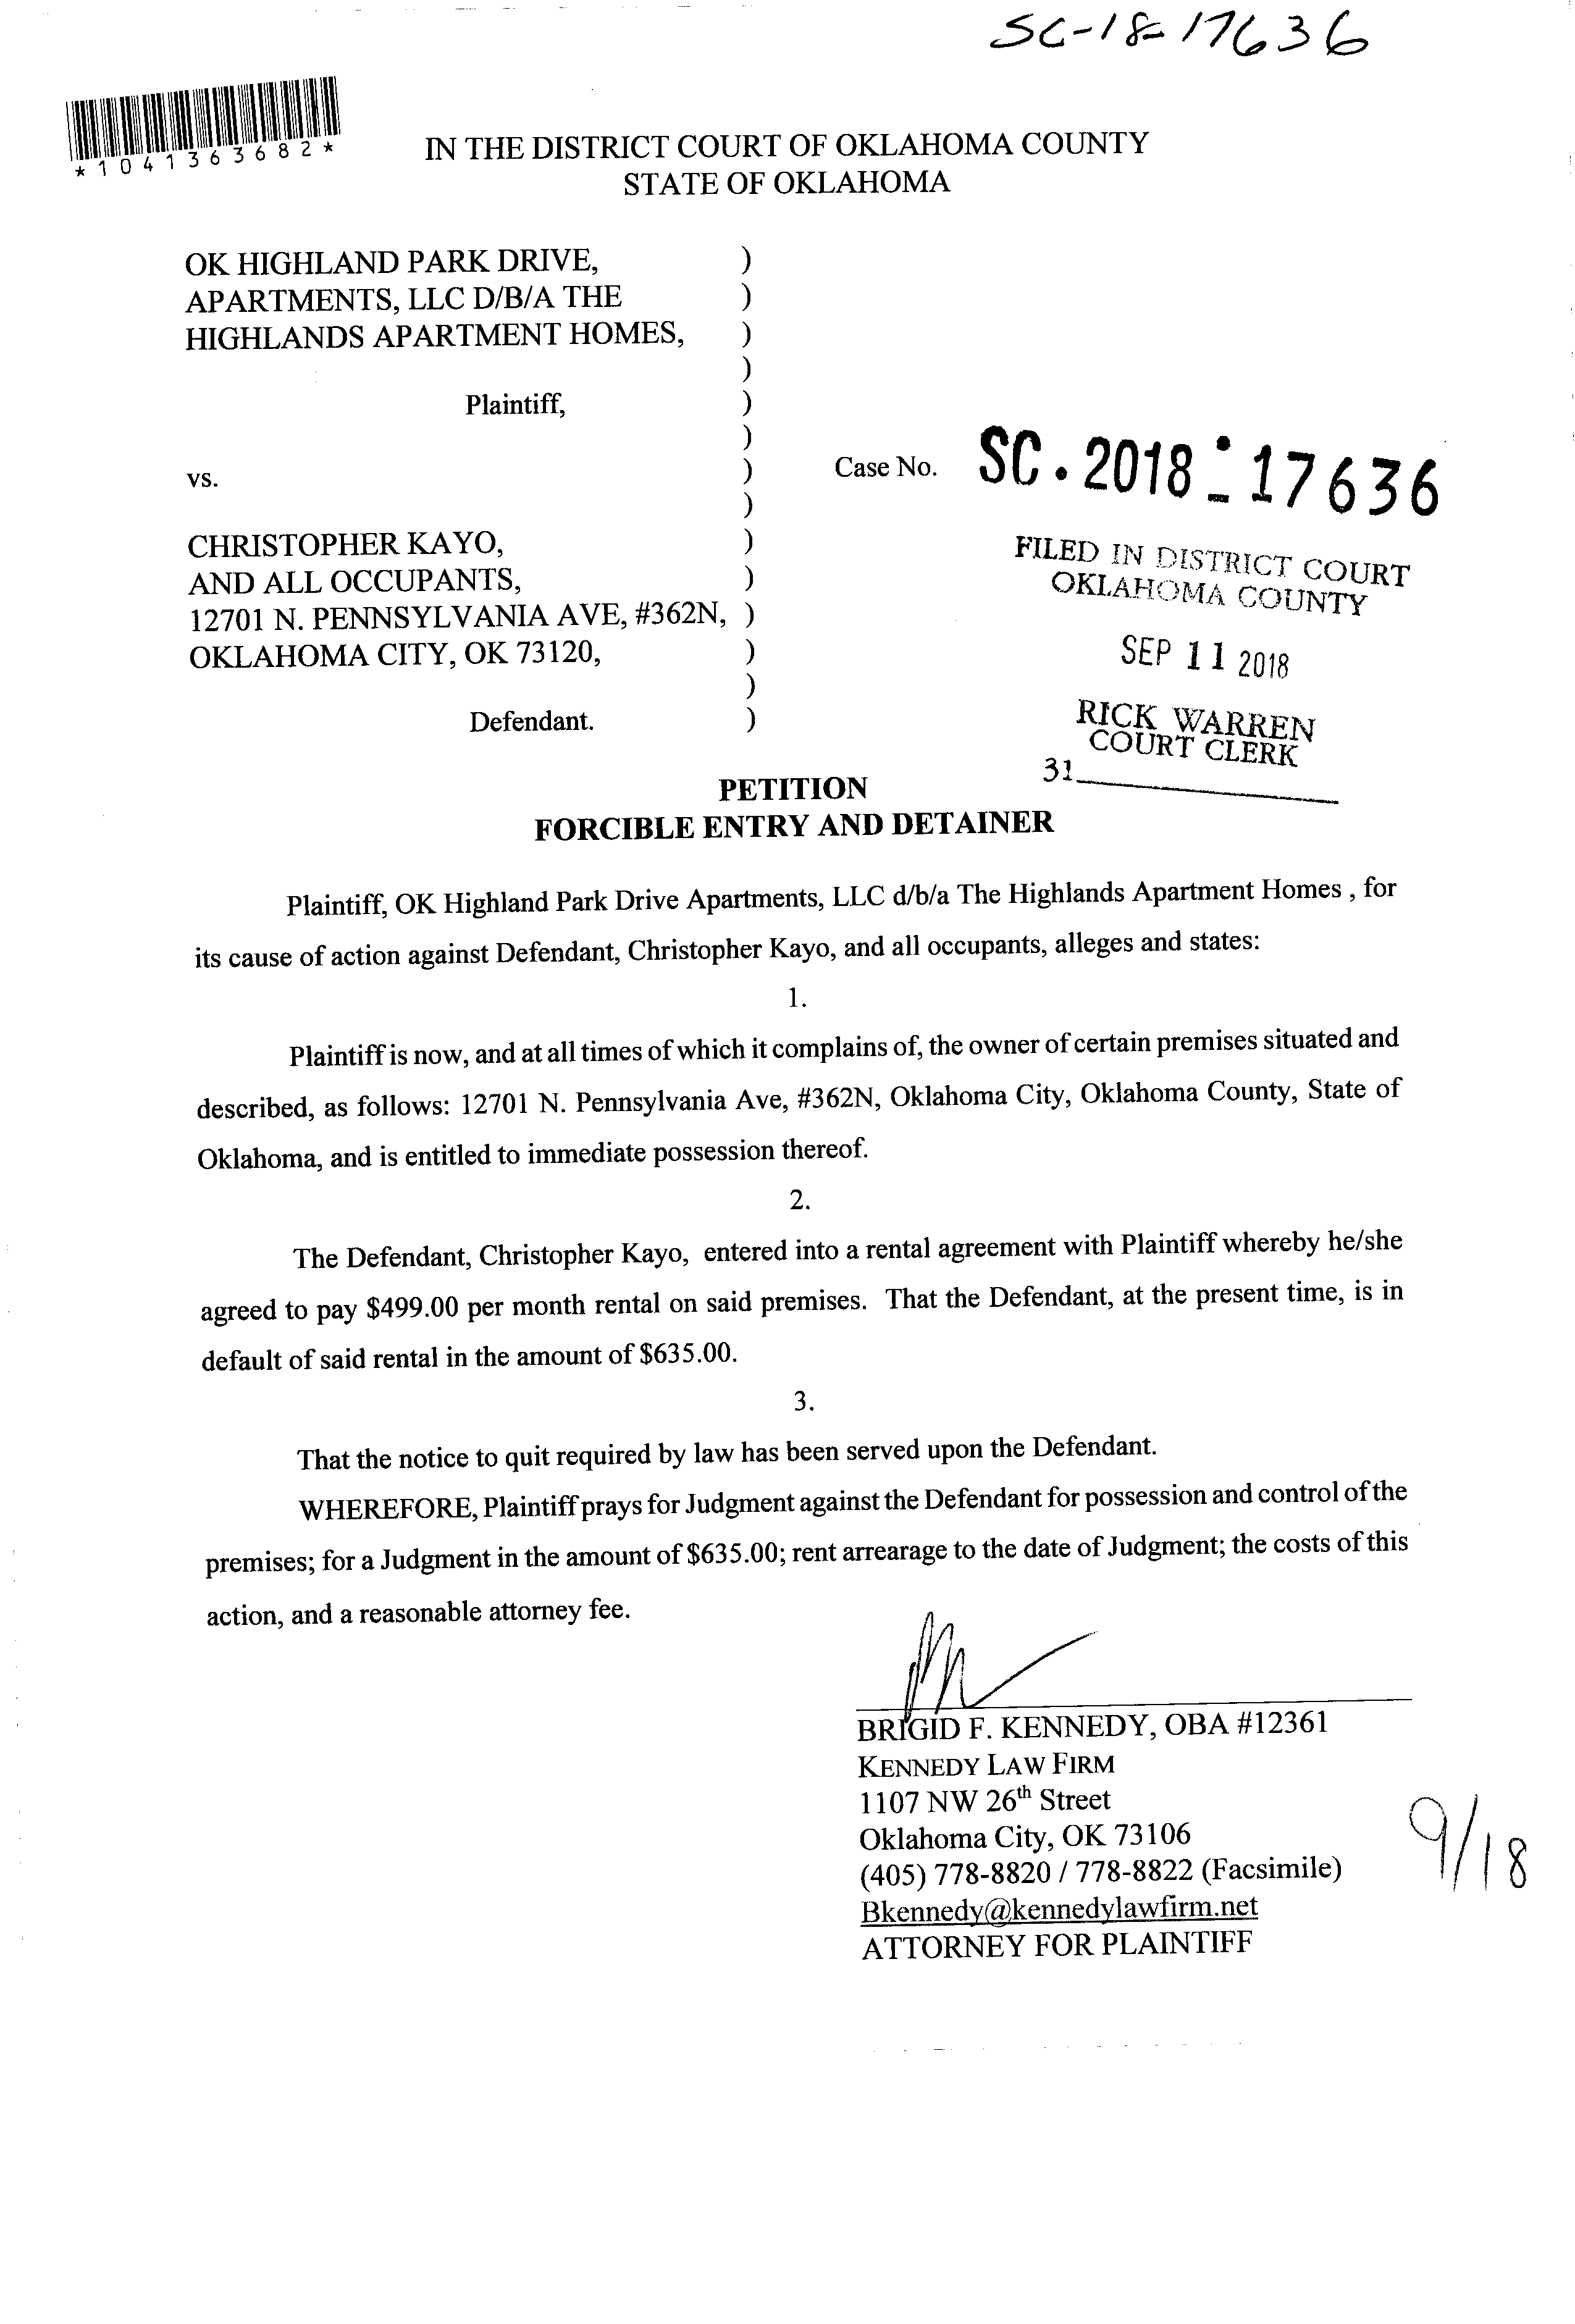 SC-18-17636
*1041363682*
IN THE DISTRICT COURT OF OKLAHOMA COUNTY
STATE OF OKLAHOMA
OK HIGHLAND PARK DRIVE, )
APARTMENTS, LLC D/B/A THE )
HIGHLANDS APARTMENT HOMES, )
)
Plaintiff, )
)
vs. ) Case No. SC.2018-17636
)
CHRISTOPHER KAYO, )
AND ALL OCCUPANTS, )
12701 N. PENNSYLVANIA AVE, #362N, )
OKLAHOMA CITY, OK 73120, )
)
Defendant. )
FILED IN DISTRICT COURT
OKLAHOMA COUNTY
SEP 11 2018
RICK WARREN
COURT CLERK
31
PETITION
FORCIBLE ENTRY AND DETAINER
Plaintiff, OK Highland Park Drive Apartments, LLC d/b/a The Highlands Apartment Homes , for
its cause of action against Defendant, Christopher Kayo, and all occupants, alleges and states:
1.
Plaintiff is now, and at all times of which it complains of, the owner of certain premises situated and
described, as follows: 12701 N. Pennsylvania Ave, #362N, Oklahoma City, Oklahoma County, State of
Oklahoma, and is entitled to immediate possession thereof.
2.
The Defendant, Christopher Kayo, entered into a rental agreement with Plaintiff whereby he/she
agreed to pay $499.00 per month rental on said premises. That the Defendant, at the present time, is in
default of said rental in the amount of $635.00.
3.
That the notice to quit required by law has been served upon the Defendant.
WHEREFORE, Plaintiff prays for Judgment against the Defendant for possession and control of the
premises; for a Judgment in the amount of $635.00; rent arrearage to the date of Judgment; the costs of this
action, and a reasonable attorney fee.
BRIGID F. KENNEDY, OBA #12361
KENNEDY LAW FIRM
1107 NW 26th Street
Oklahoma City, OK 73106
(405) 778-8820 / 778-8822 (Facsimile)
Bkennedy@kennedylawfirm.net
ATTORNEY FOR PLAINTIFF
9/18